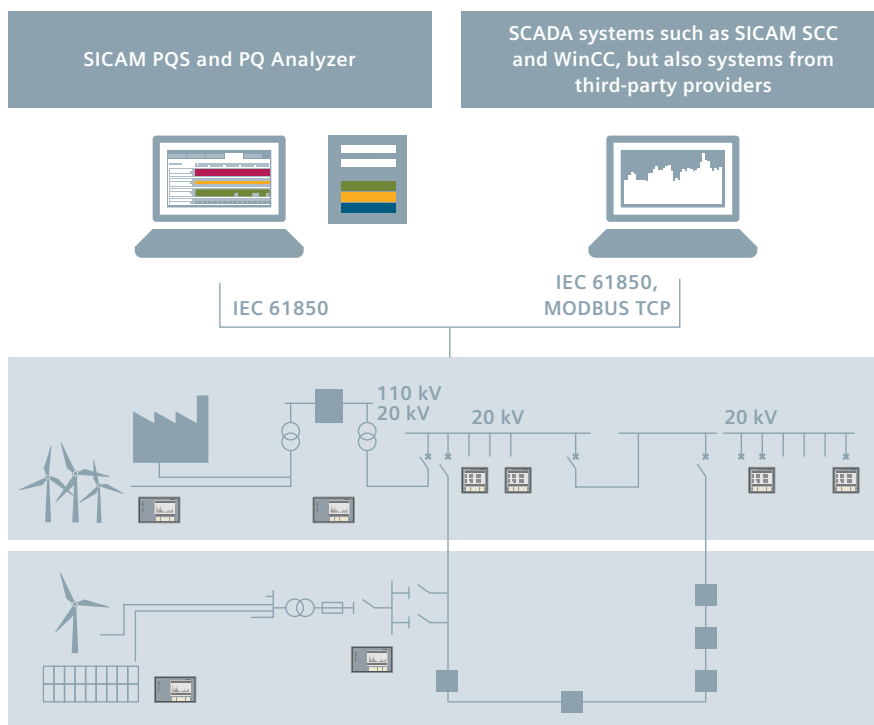 SICAM PQS and PQ Analyzer
SCADA systems such as SICAM SCC
and WinCC, but also systems from
third-party providers
IEC 61850
IEC 61850,
MODBUS TCP
110 kV
20 kV
20 kV
20 kV